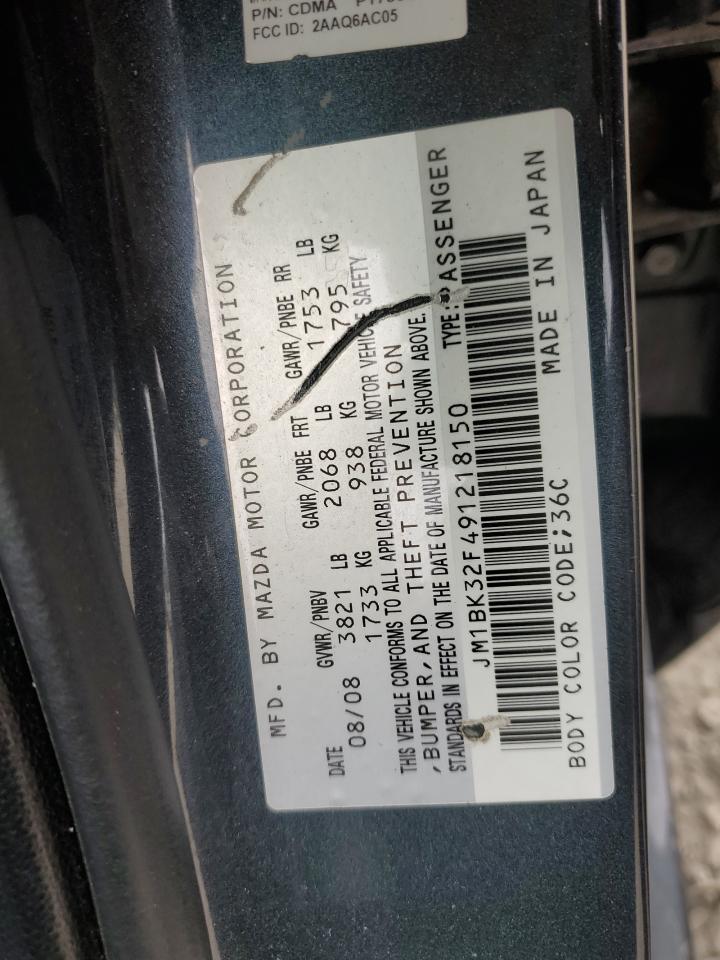 P/N: CDMA
FCC ID: 2AAQ6AC05
MFD. BY MAZDA MOTOR CORPORATION
DATE GVWR/PNBV GAWR/PNBE FRT GAWR/PNBE RR
08/08 3821 LB 2068 LB 1753 LB
1733 KG 938 KG 795 KG
THIS VEHICLE CONFORMS TO ALL APPLICABLE FEDERAL MOTOR VEHICLE SAFETY
,BUMPER,AND THEFT PREVENTION
STANDARDS IN EFFECT ON THE DATE OF MANUFACTURE SHOWN ABOVE.
JM1BK32F491218150 TYPE:PASSENGER
BODY COLOR CODE;36C MADE IN JAPAN